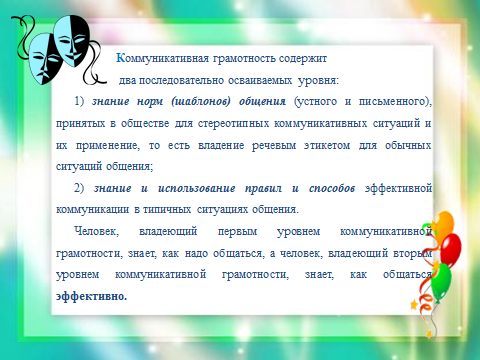 Коммуникативная грамотность содержит
два последовательно осваиваемых уровня:
1) знание норм (шаблонов) общения (устного и письменного),
принятых в обществе для стереотипных коммуникативных ситуаций и
их применение, то есть владение речевым этикетом для обычных
ситуаций общения;
2) знание и использование правил и способов эффективной
коммуникации в типичных ситуациях общения.
Человек, владеющий первым уровнем коммуникативной
грамотности, знает, как надо общаться, а человек, владеющий вторым
уровнем коммуникативной грамотности, знает, как общаться
эффективно.